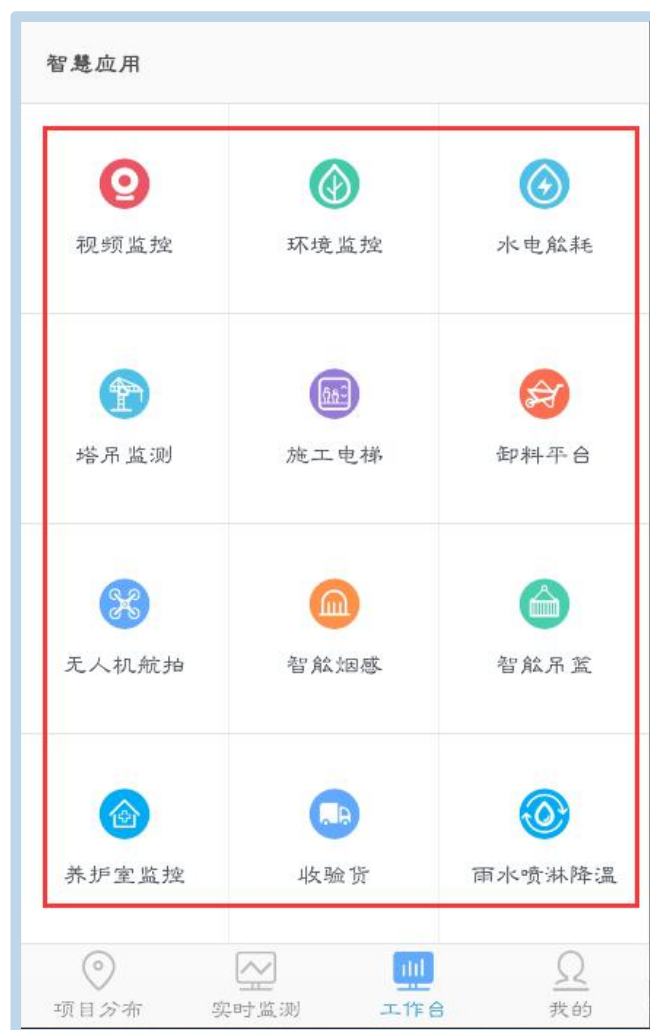 智慧应用
视频监控 环境监控 水电能耗
塔吊监测 施工电梯 卸料平台
无人机航拍 智能烟感 智能吊篮
养护室监控 收验货 雨水喷淋降温
项目分布 实时监测 工作台 我的